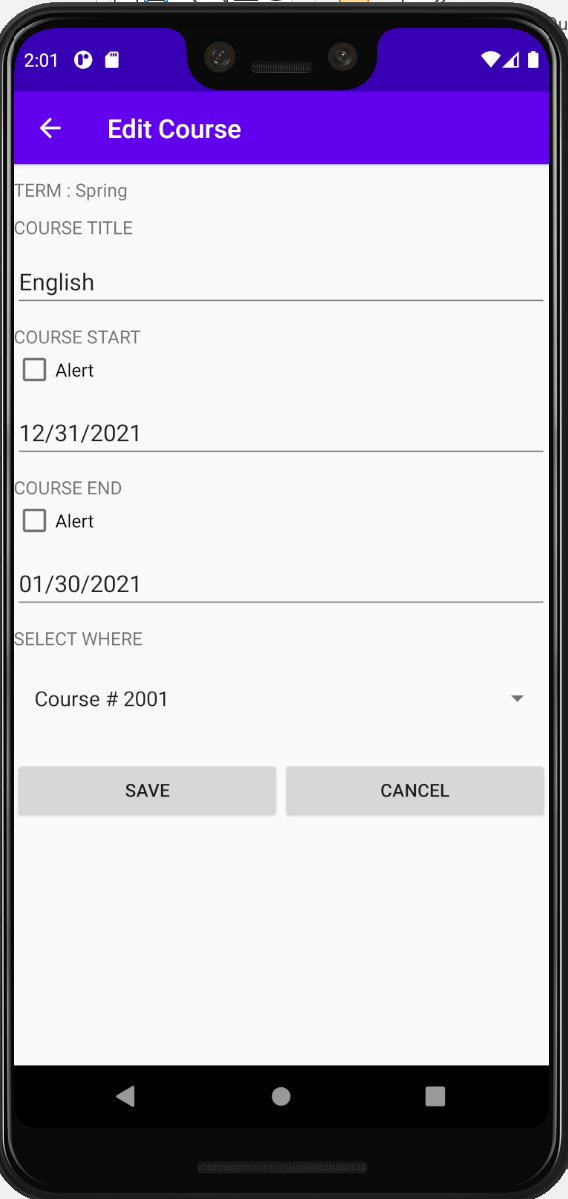 2:01
Edit Course
TERM : Spring
COURSE TITLE
English
COURSE START
Alert
12/31/2021
COURSE END
Alert
01/30/2021
SELECT WHERE
Course # 2001
SAVE CANCEL